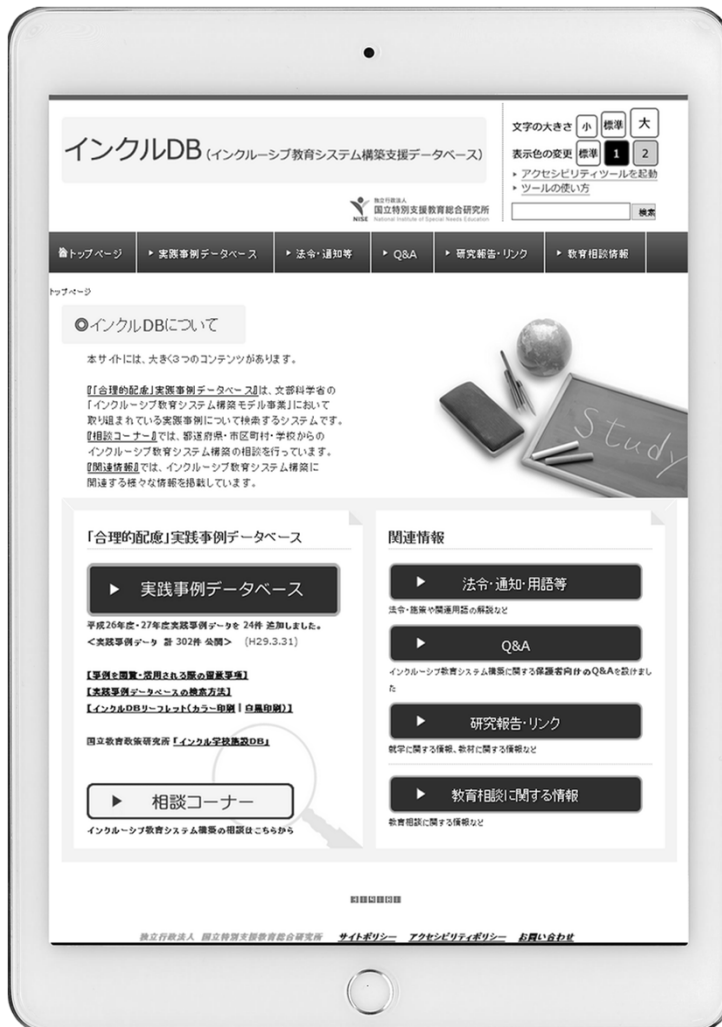 インクルDB (インクルーシブ教育システム構築支援データベース)
文字の大きさ 小 標準 大
表示色の変更 標準 1 2
アクセシビリティツールを起動
ツールの使い方
検索
NISE 独立行政法人
国立特別支援教育総合研究所
National Institute of Special Needs Education
トップページ 実践事例データベース 法令・通知等 Q&A 研究報告・リンク 教育相談情報
トップページ
◎インクルDBについて
本サイトには、大きく3つのコンテンツがあります。
『「合理的配慮」実践事例データベース』は、文部科学省の
「インクルーシブ教育システム構築モデル事業」において
取り組まれている実践事例について検索するシステムです。
『相談コーナー』では、都道府県・市区町村・学校からの
インクルーシブ教育システム構築の相談を行っています。
『関連情報』では、インクルーシブ教育システム構築に
関連する様々な情報を掲載しています。
Study
「合理的配慮」実践事例データベース
実践事例データベース
平成26年度・27年度実践事例データを 24件 追加しました。
<実践事例データ 計 302件 公開> (H29.3.31)
【事例を閲覧・活用される際の留意事項】
【実践事例データベースの検索方法】
【インクルDBリーフレット(カラー印刷 | 白黒印刷)】
国立教育政策研究所「インクル学校施設DB」
相談コーナー
インクルーシブ教育システム構築の相談はこちらから
関連情報
法令・通知・用語等
法令・施策や関連用語の解説など
Q&A
インクルーシブ教育システム構築に関する保護者向けのQ&Aを設けまし
た
研究報告・リンク
就学に関する情報、教材に関する情報など
教育相談に関する情報
教育相談に関する情報など
独立行政法人 国立特別支援教育総合研究所 サイトポリシー アクセシビリティポリシー お問い合わせ